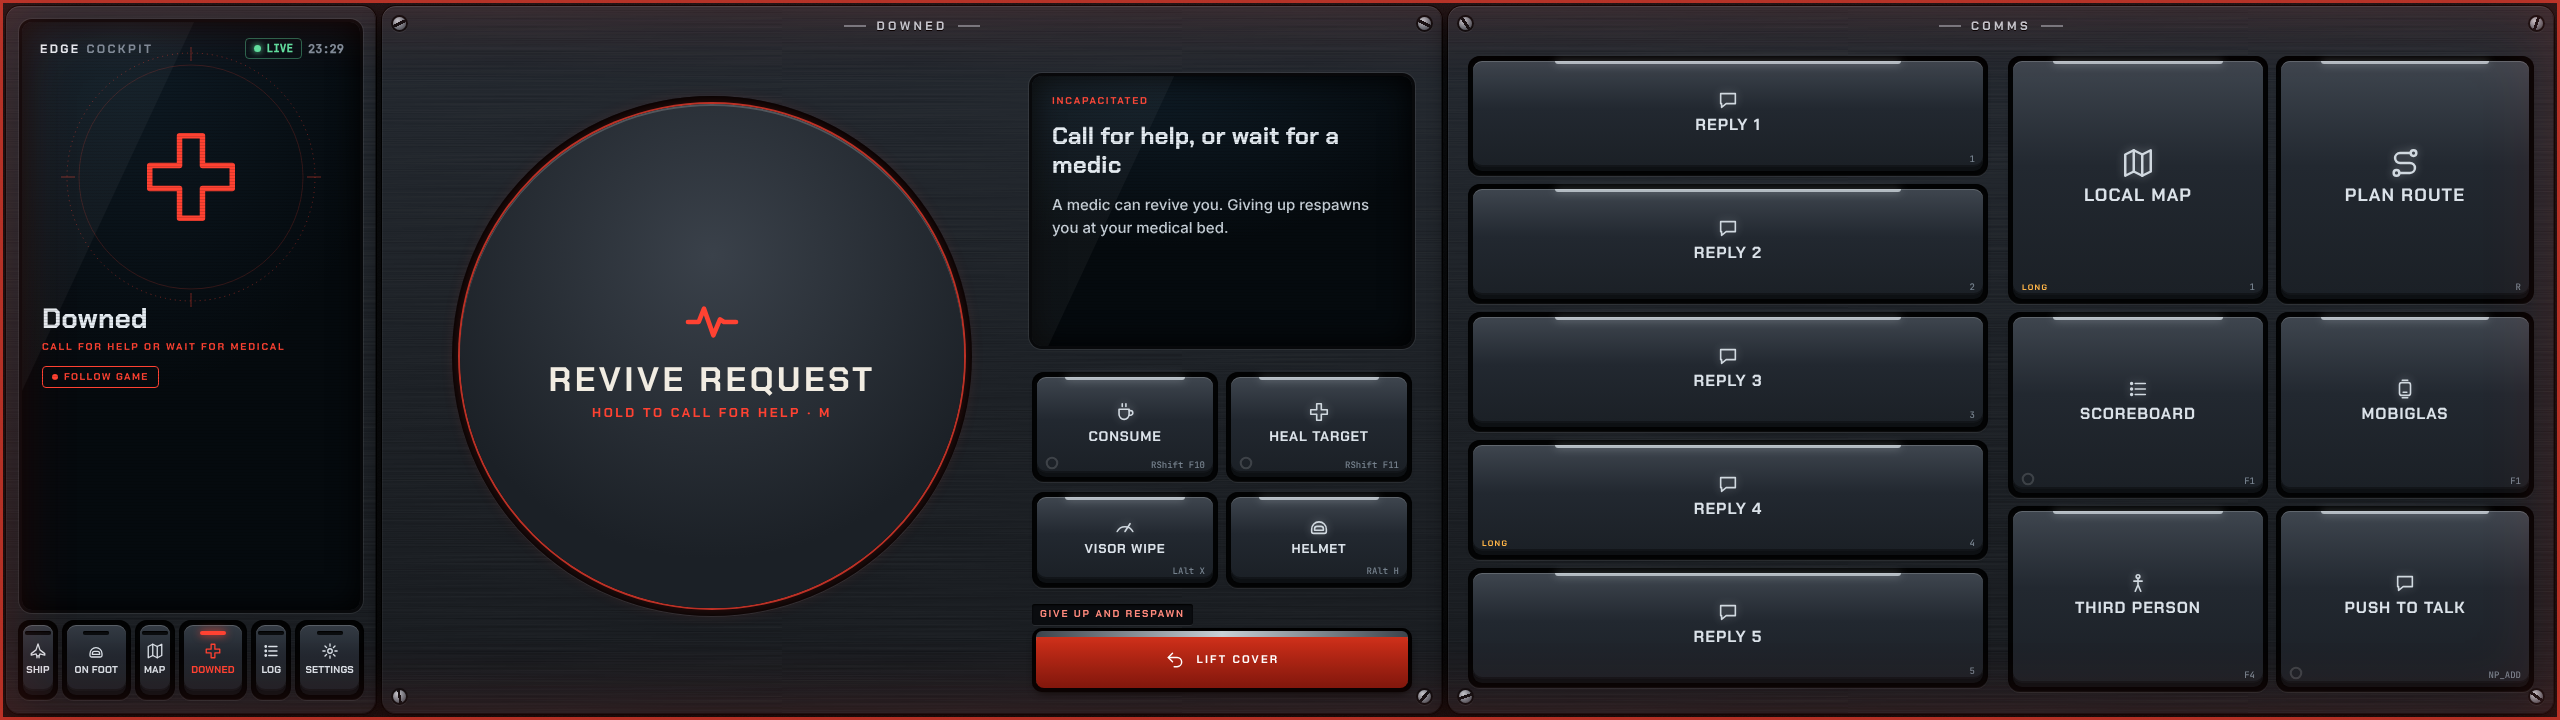 EDGE COCKPIT
LIVE 23:29
Downed
CALL FOR HELP OR WAIT FOR MEDICAL
FOLLOW GAME
SHIP
ON FOOT
MAP
DOWNED
LOG
SETTINGS
DOWNED
REVIVE REQUEST
HOLD TO CALL FOR HELP · M
INCAPACITATED
Call for help, or wait for a
medic
A medic can revive you. Giving up respawns
you at your medical bed.
CONSUME
RShift F10
HEAL TARGET
RShift F11
VISOR WIPE
LAlt X
HELMET
RAlt H
GIVE UP AND RESPAWN
LIFT COVER
COMMS
REPLY 1
1
REPLY 2
2
REPLY 3
3
REPLY 4
LONG 4
REPLY 5
5
LOCAL MAP
LONG 1
PLAN ROUTE
R
SCOREBOARD
F1
MOBIGLAS
F1
THIRD PERSON
F4
PUSH TO TALK
NP_ADD